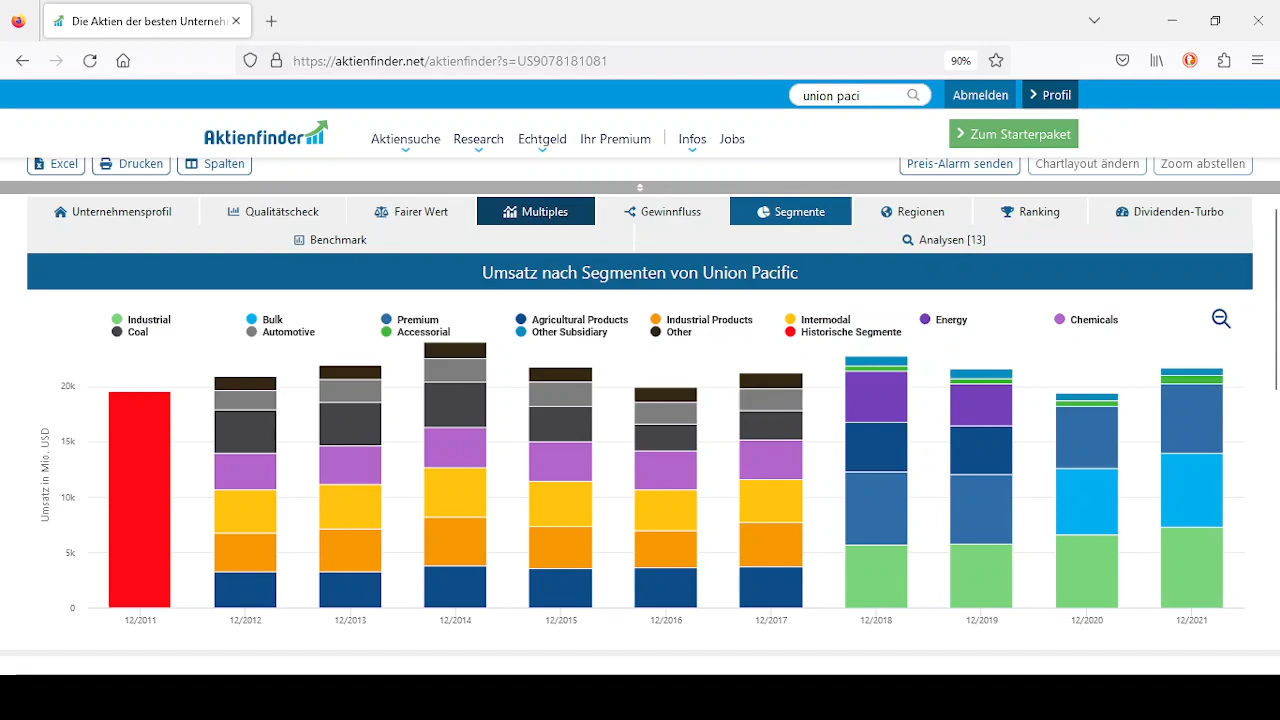 Die Aktien der besten Unterneh
https://aktienfinder.net/aktienfinder?s=US9078181081
90%
union paci
Abmelden
Profil
Aktienfinder
Aktiensuche
Research
Echtgeld
Ihr Premium
Infos
Jobs
Zum Starterpaket
Excel
Drucken
Spalten
Preis-Alarm senden
Chartlayout ändern
Zoom abstellen
Unternehmensprofil
Qualitätscheck
Fairer Wert
Multiples
Gewinnfluss
Segmente
Regionen
Ranking
Dividenden-Turbo
Benchmark
Analysen [13]
Umsatz nach Segmenten von Union Pacific
Industrial
Bulk
Premium
Agricultural Products
Industrial Products
Intermodal
Energy
Chemicals
Coal
Automotive
Accessorial
Other Subsidiary
Other
Historische Segmente
Umsatz in Mio. USD
20k
15k
10k
5k
0
12/2011
12/2012
12/2013
12/2014
12/2015
12/2016
12/2017
12/2018
12/2019
12/2020
12/2021